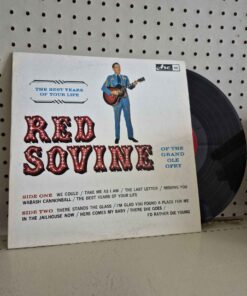 THE BEST YEARS
OF YOUR LIFE
RED
SOVINE
OF THE
GRAND
OLE
OPRY
SIDE ONE WE COULD / TAKE ME AS I AM / THE LAST LETTER / MISSING YOU
WABASH CANNONBALL / THE BEST YEARS OF YOUR LIFE
SIDE TWO THERE STANDS THE GLASS / I'M GLAD YOU FOUND A PLACE FOR ME
IN THE JAILHOUSE NOW / HERE COMES MY BABY / THERE SHE GOES /
I'D RATHER DIE YOUNG